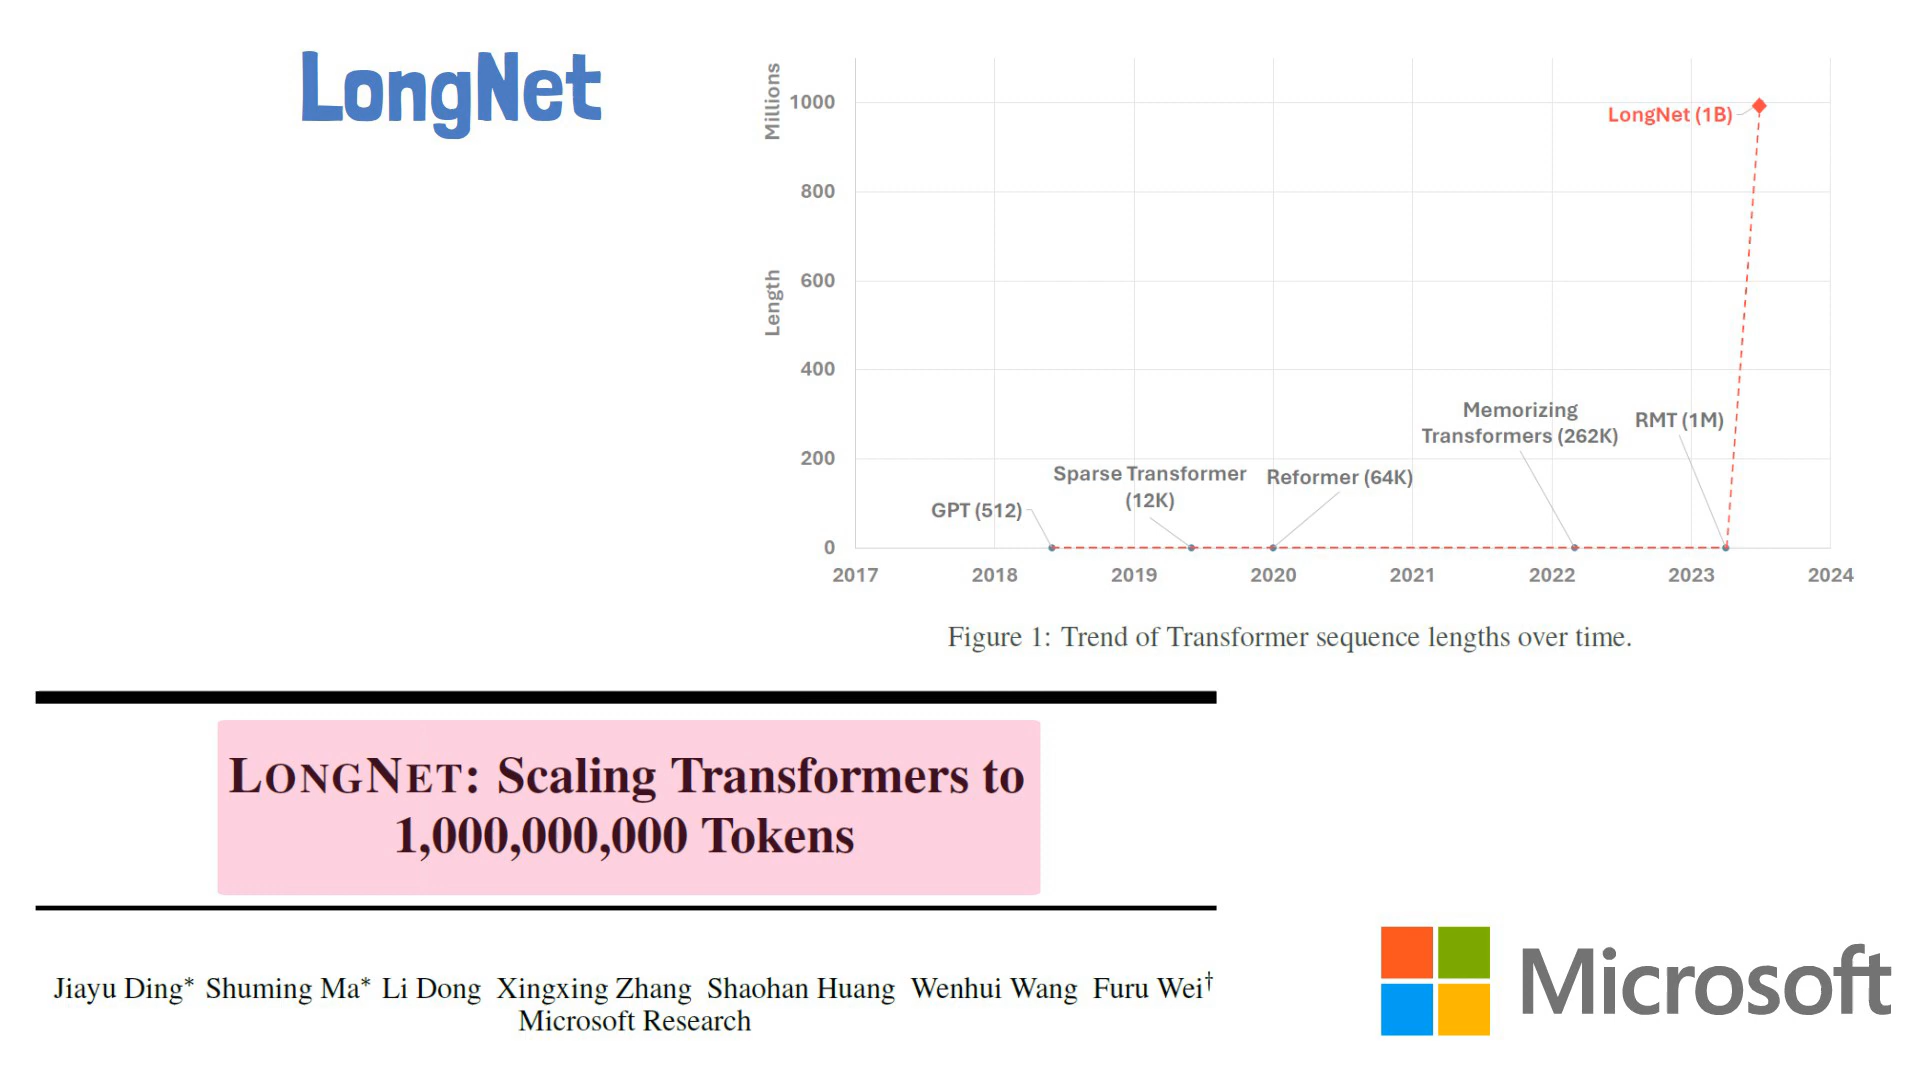 LongNet
Millions
Length
1000
800
600
400
200
0
LongNet (1B)
Memorizing
Transformers (262K)
RMT (1M)
Sparse Transformer
(12K)
Reformer (64K)
GPT (512)
2017 2018 2019 2020 2021 2022 2023 2024
Figure 1: Trend of Transformer sequence lengths over time.
LONGNET: Scaling Transformers to
1,000,000,000 Tokens
Jiayu Ding* Shuming Ma* Li Dong Xingxing Zhang Shaohan Huang Wenhui Wang Furu Wei†
Microsoft Research
Microsoft